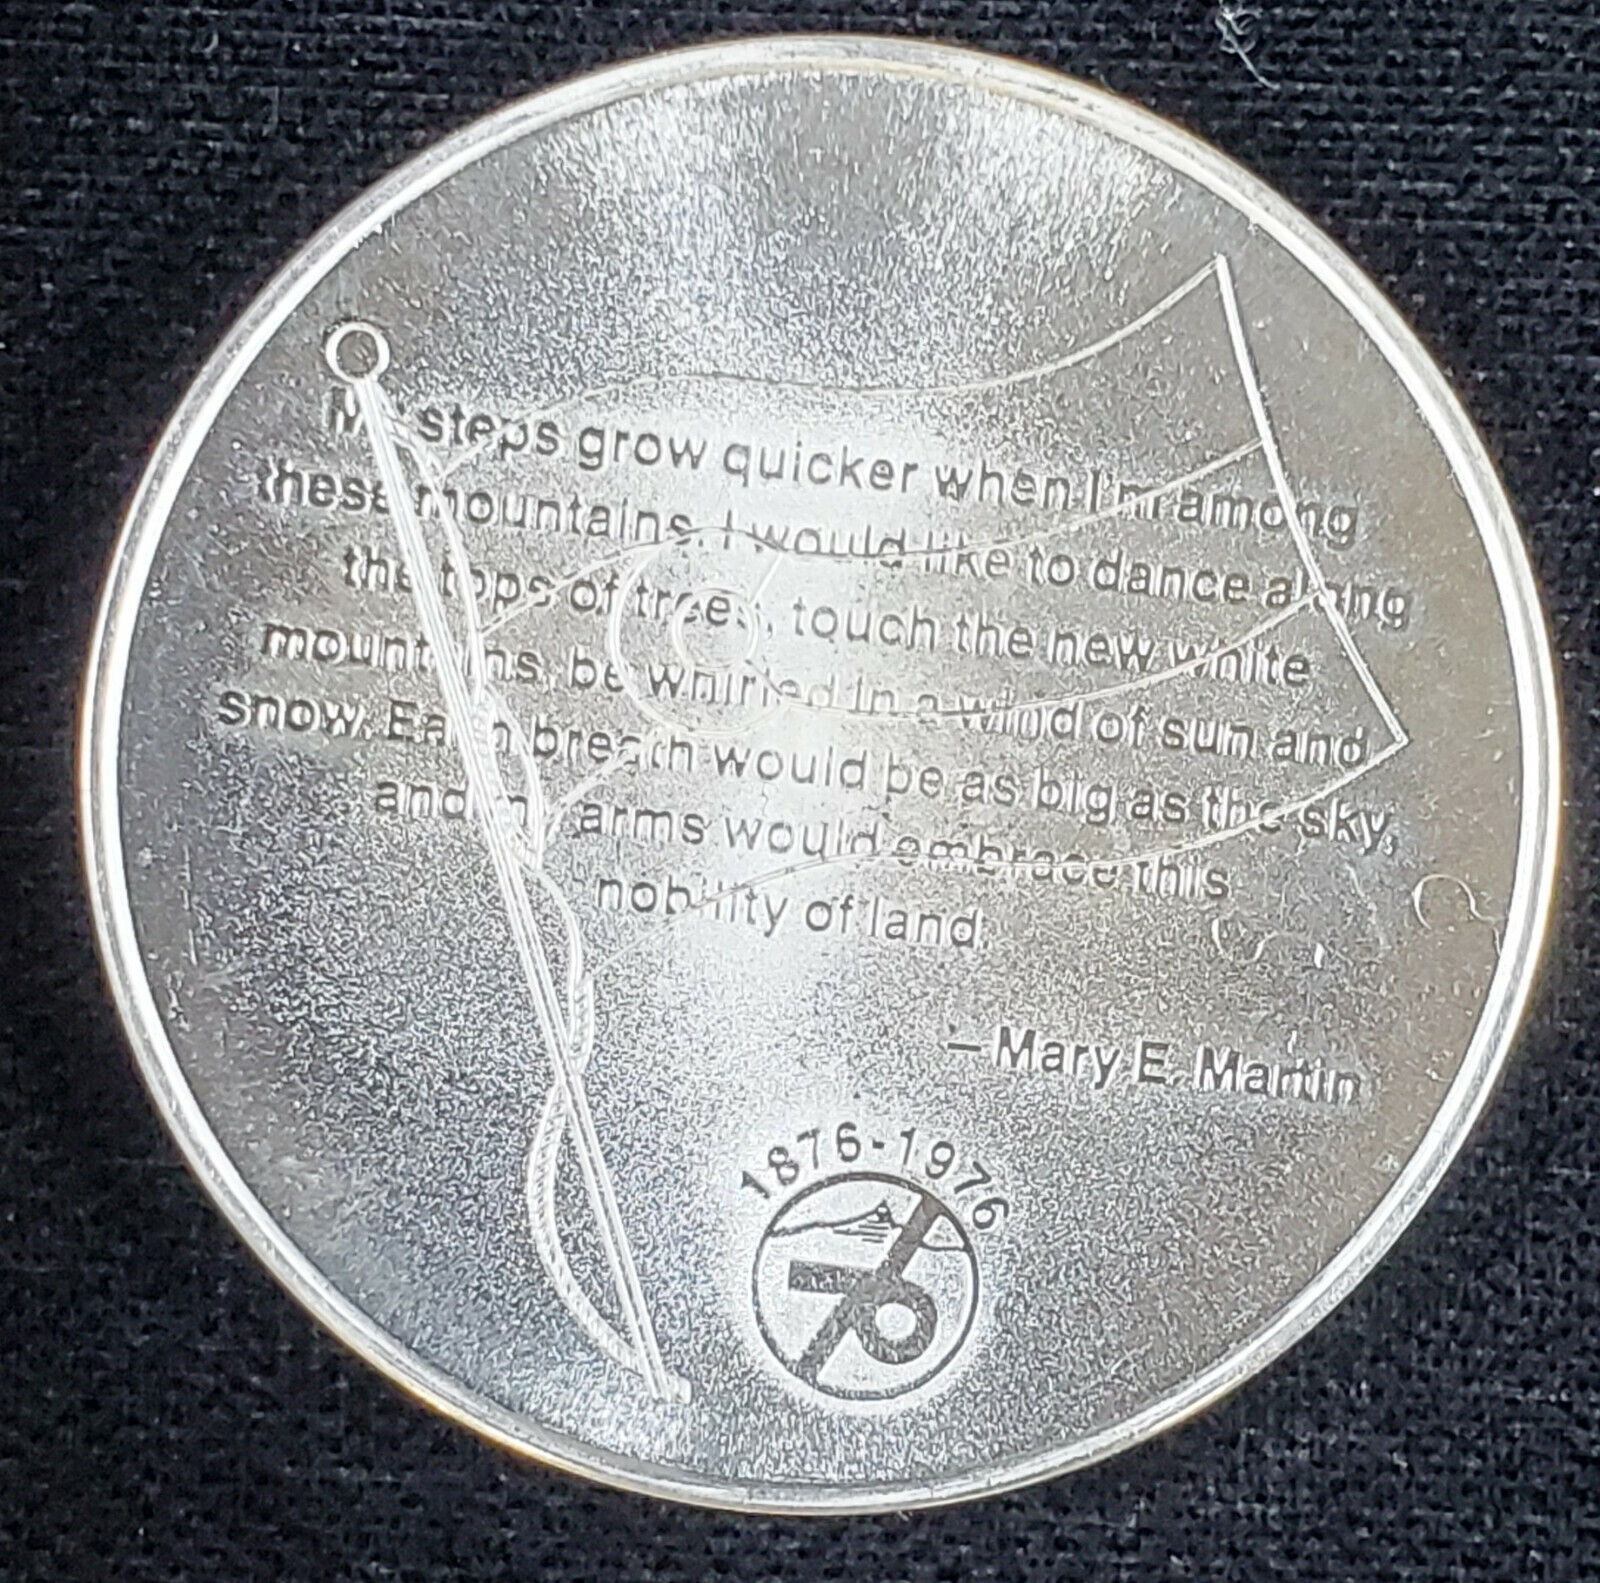 My steps grow quicker when I'm among
these mountains. I would like to dance along
the tops of trees, touch the new white
mountains, be whirled in a wind of sun and
snow. Each breath would be as big as the sky,
and my arms would embrace this
nobility of land.
– Mary E. Martin
1876-1976
76